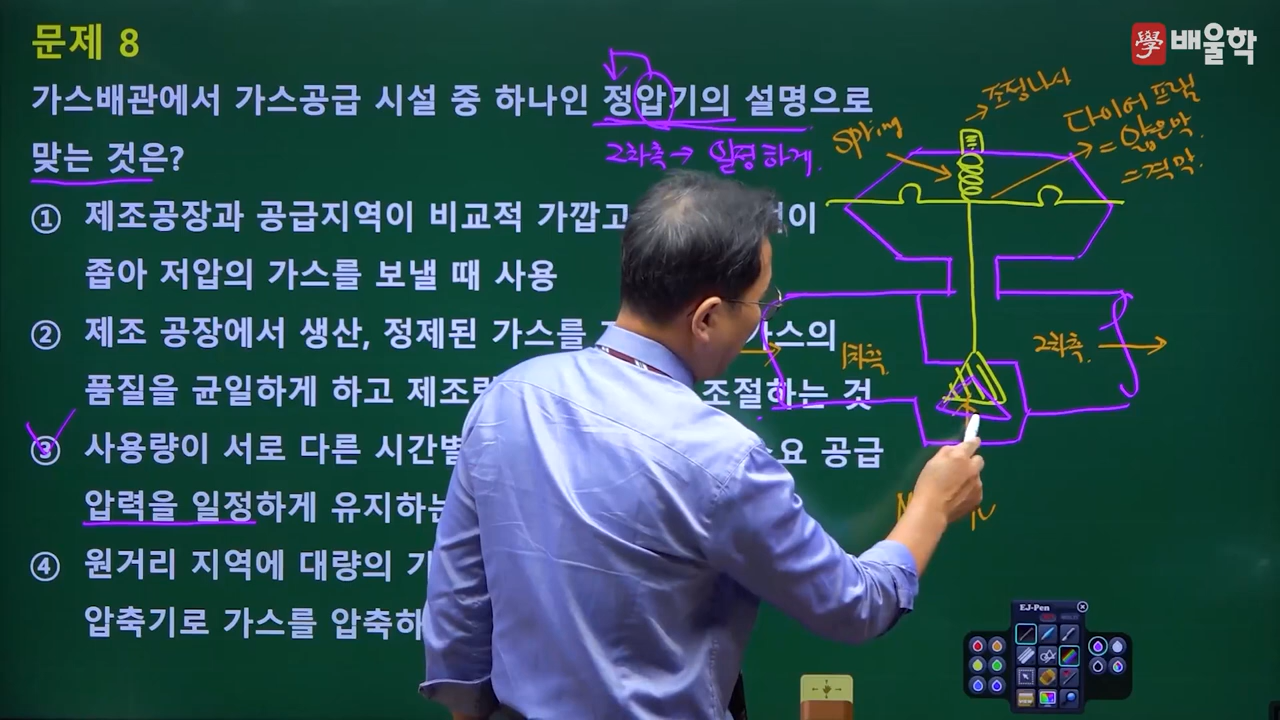 문제 8
學 배울학
가스배관에서 가스공급 시설 중 하나인 정압기의 설명으로
맞는 것은?
2차측 → 일정하게.
① 제조공장과 공급지역이 비교적 가깝고 이
좁아 저압의 가스를 보낼 때 사용
② 제조 공장에서 생산, 정제된 가스를 가스의
품질을 균일하게 하고 제조량 조절하는 것
③ 사용량이 서로 다른 시간별 요 공급
압력을 일정하게 유지하는
④ 원거리 지역에 대량의 가
압축기로 가스를 압축하
조정나사
Spring
다이어프램
= 얇은막.
= 격막.
1차측.
2차측.
EJ-Pen